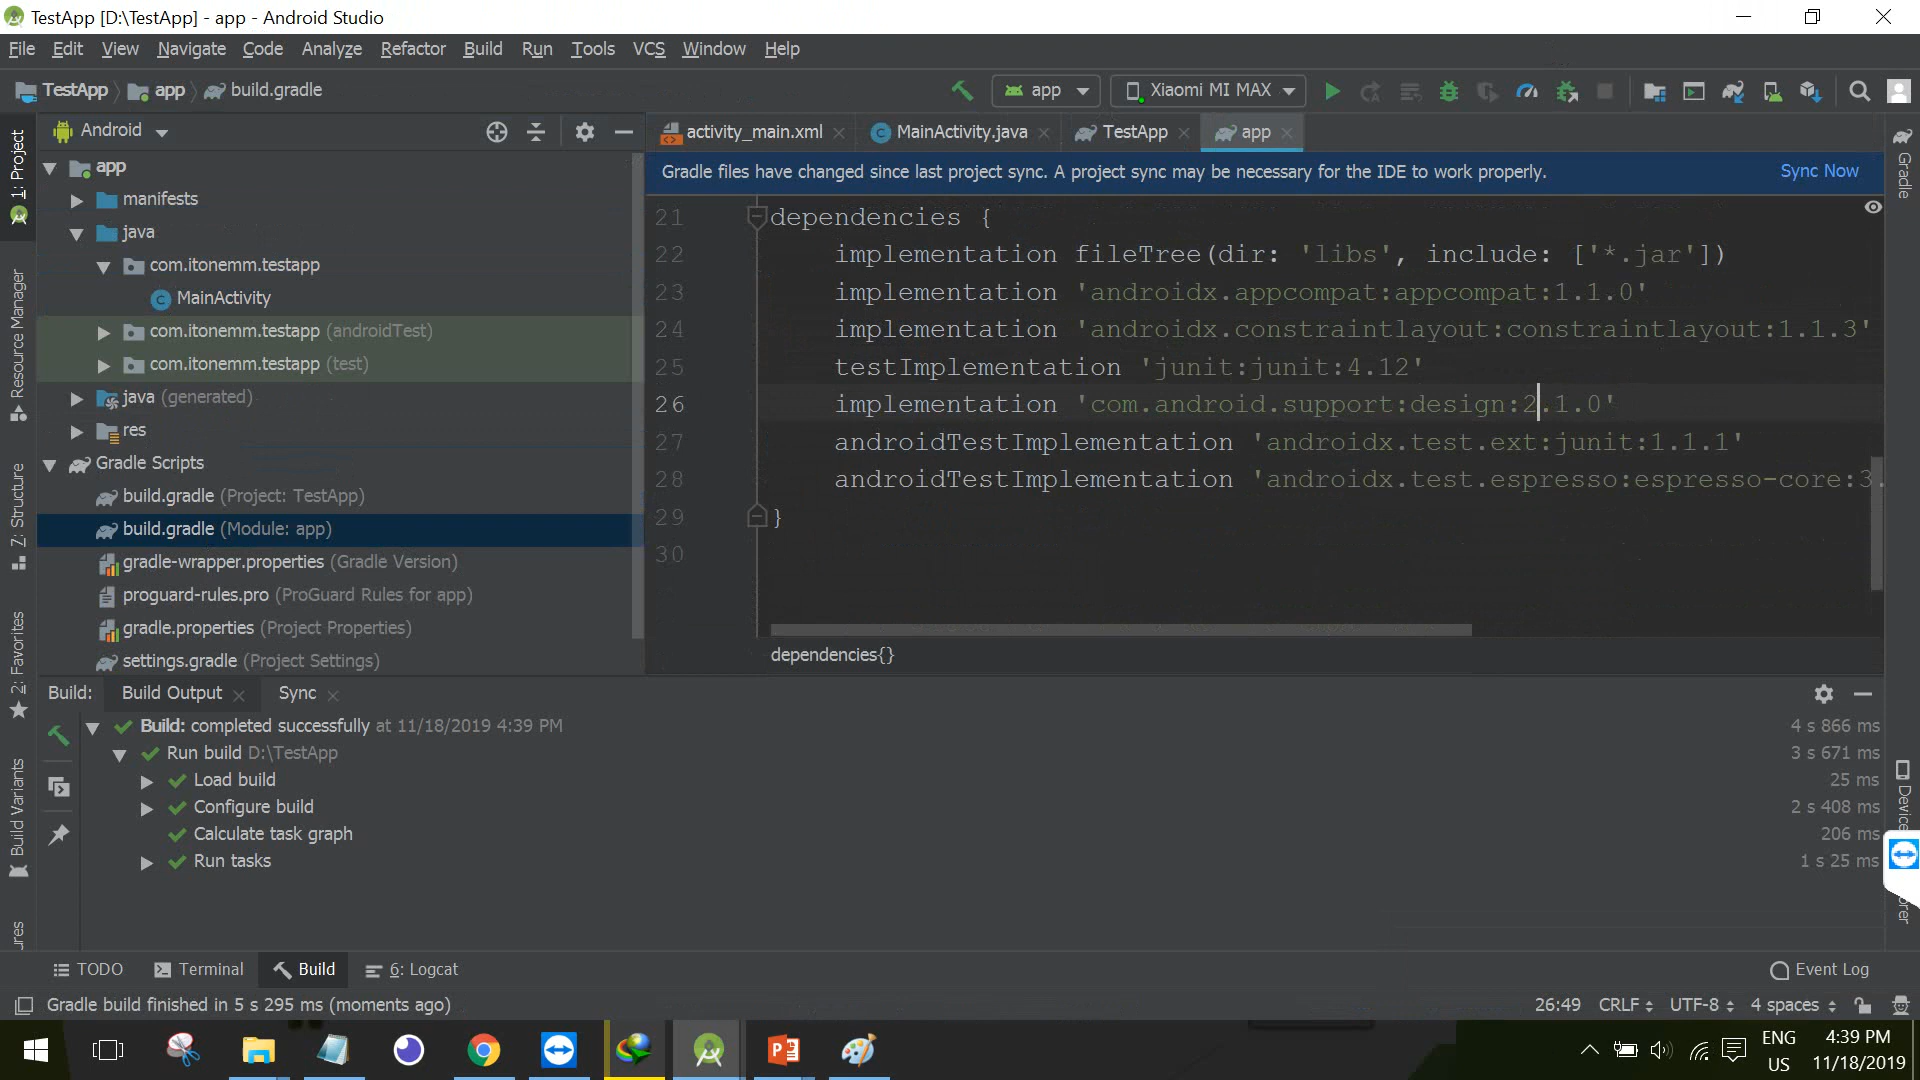 TestApp [D:\TestApp] - app - Android Studio
File Edit View Navigate Code Analyze Refactor Build Run Tools VCS Window Help
TestApp app build.gradle
app Xiaomi MI MAX
Android
activity_main.xml MainActivity.java TestApp app
Gradle files have changed since last project sync. A project sync may be necessary for the IDE to work properly. Sync Now
1: Project
Resource Manager
Z: Structure
2: Favorites
Build Variants
app
manifests
java
com.itonemm.testapp
MainActivity
com.itonemm.testapp (androidTest)
com.itonemm.testapp (test)
java (generated)
res
Gradle Scripts
build.gradle (Project: TestApp)
build.gradle (Module: app)
gradle-wrapper.properties (Gradle Version)
proguard-rules.pro (ProGuard Rules for app)
gradle.properties (Project Properties)
settings.gradle (Project Settings)
21 dependencies {
22 implementation fileTree(dir: 'libs', include: ['*.jar'])
23 implementation 'androidx.appcompat:appcompat:1.1.0'
24 implementation 'androidx.constraintlayout:constraintlayout:1.1.3'
25 testImplementation 'junit:junit:4.12'
26 implementation 'com.android.support:design:2.1.0'
27 androidTestImplementation 'androidx.test.ext:junit:1.1.1'
28 androidTestImplementation 'androidx.test.espresso:espresso-core:3.
29 }
30
dependencies{}
Gradle
Device
orer
Build: Build Output Sync
Build: completed successfully at 11/18/2019 4:39 PM 4 s 866 ms
Run build D:\TestApp 3 s 671 ms
Load build 25 ms
Configure build 2 s 408 ms
Calculate task graph 206 ms
Run tasks 1 s 25 ms
ures
TODO Terminal Build 6: Logcat Event Log
Gradle build finished in 5 s 295 ms (moments ago) 26:49 CRLF UTF-8 4 spaces
ENG
US
4:39 PM
11/18/2019